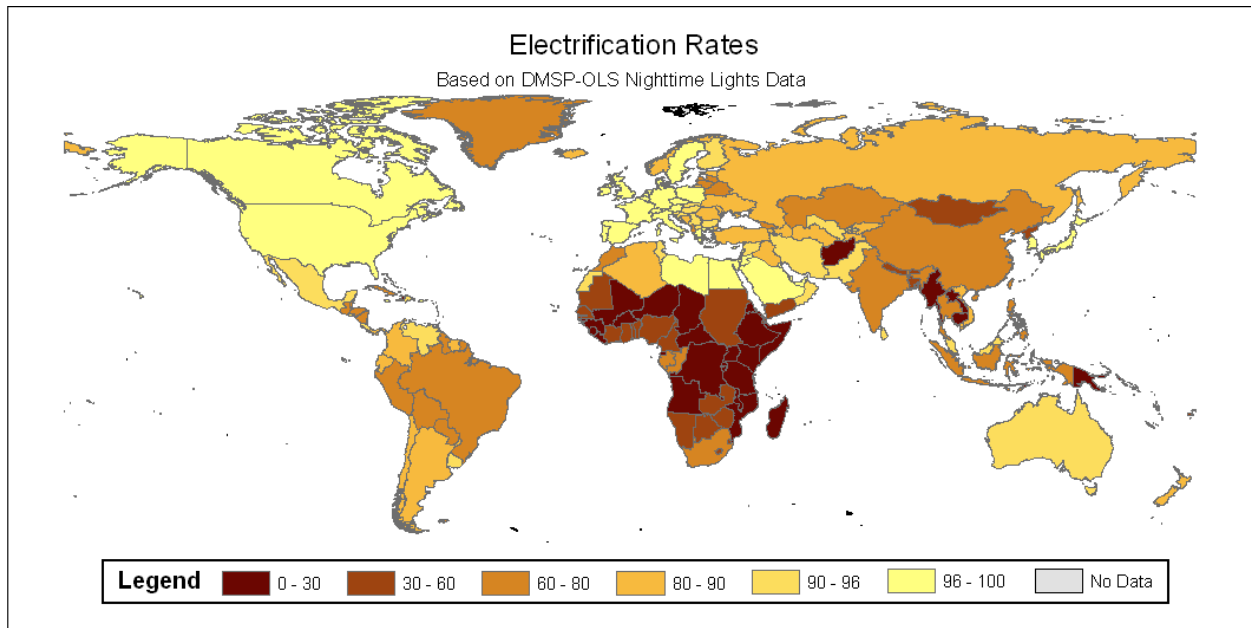 Electrification Rates
Based on DMSP-OLS Nighttime Lights Data
Legend 0 - 30 30 - 60 60 - 80 80 - 90 90 - 96 96 - 100 No Data